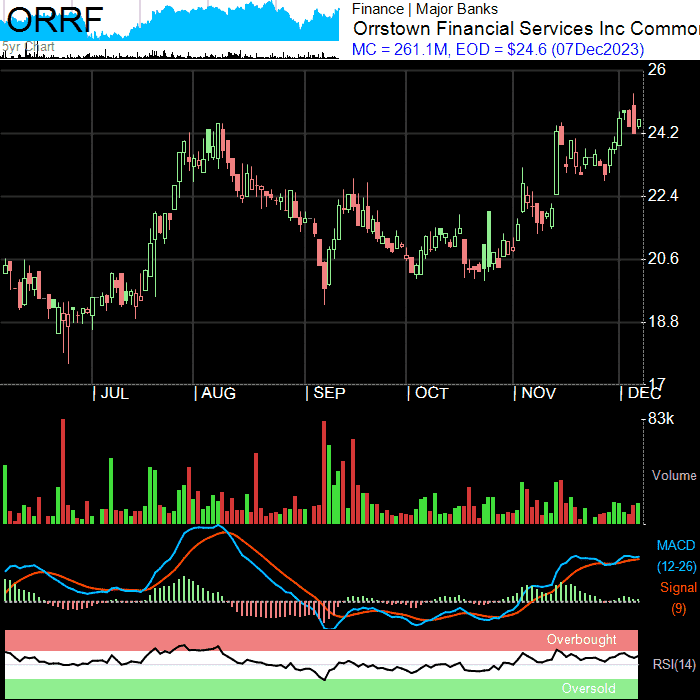 ORRF
5yr Chart
Finance | Major Banks
Orrstown Financial Services Inc Common
MC = 261.1M, EOD = $24.6 (07Dec2023)
26
24.2
22.4
20.6
18.8
17
JUL AUG SEP OCT NOV DEC
83k
Volume
MACD
(12-26)
Signal
(9)
Overbought
RSI(14)
Oversold